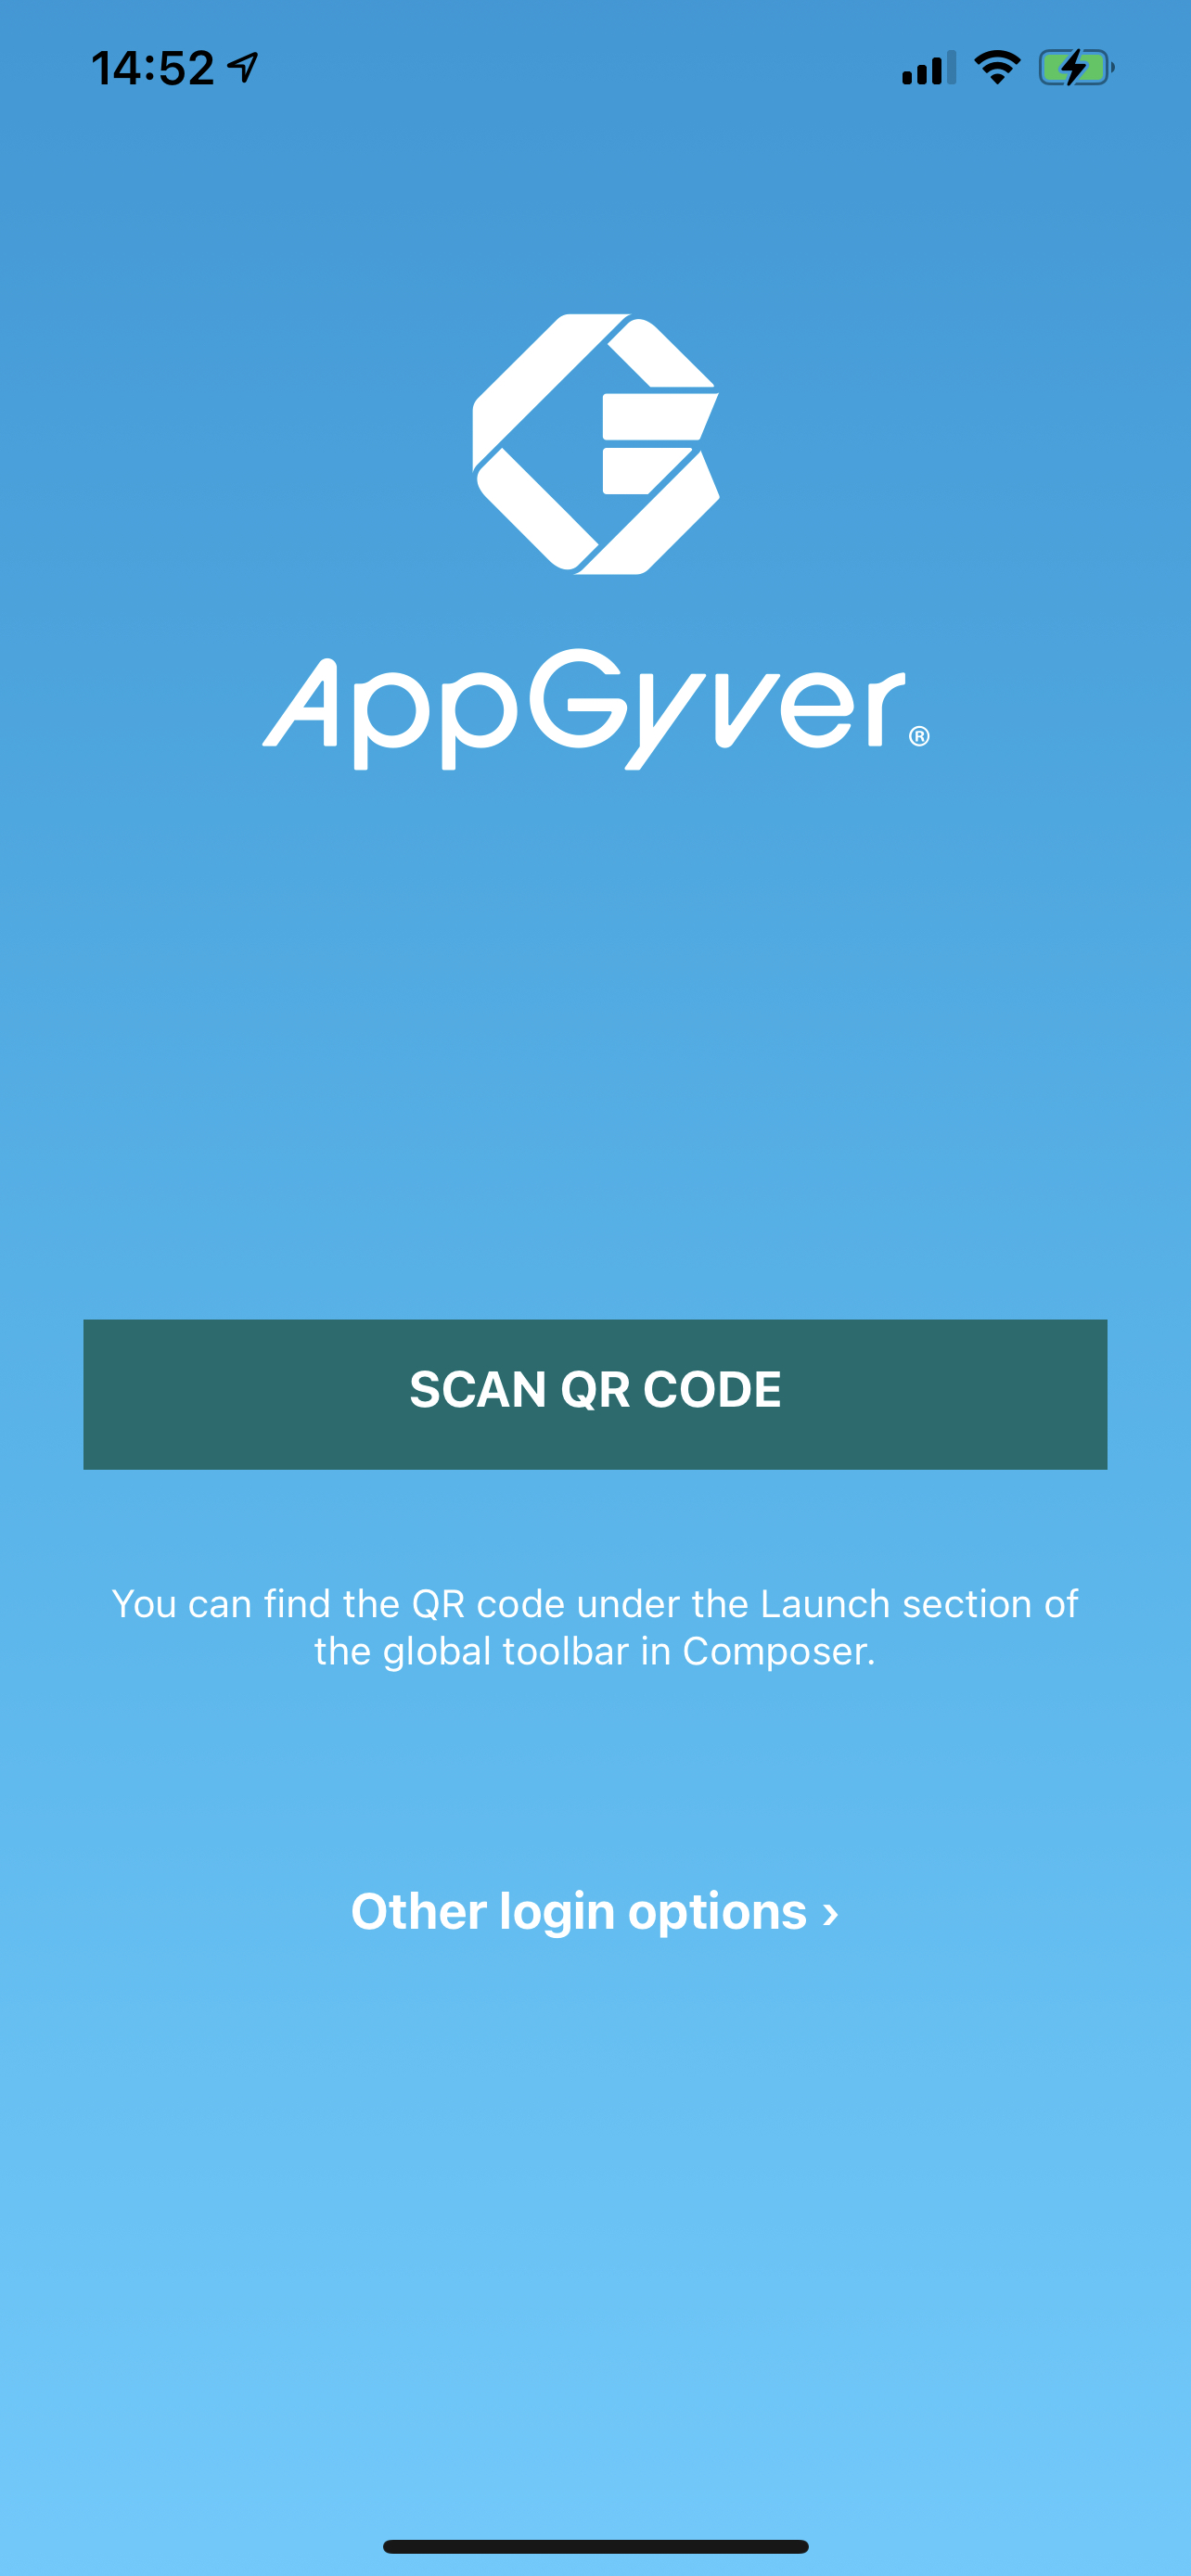 14:52
AppGyver®
SCAN QR CODE
You can find the QR code under the Launch section of
the global toolbar in Composer.
Other login options ›